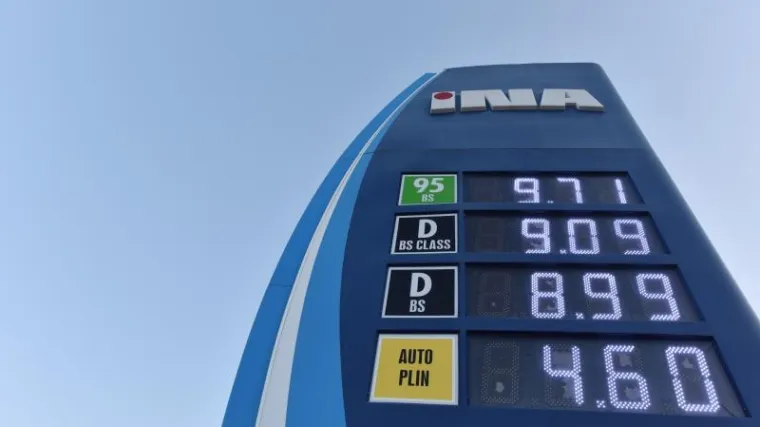 iNA
95 BS 9.71
D BS CLASS 9.09
D BS 8.99
AUTO PLIN 4.60